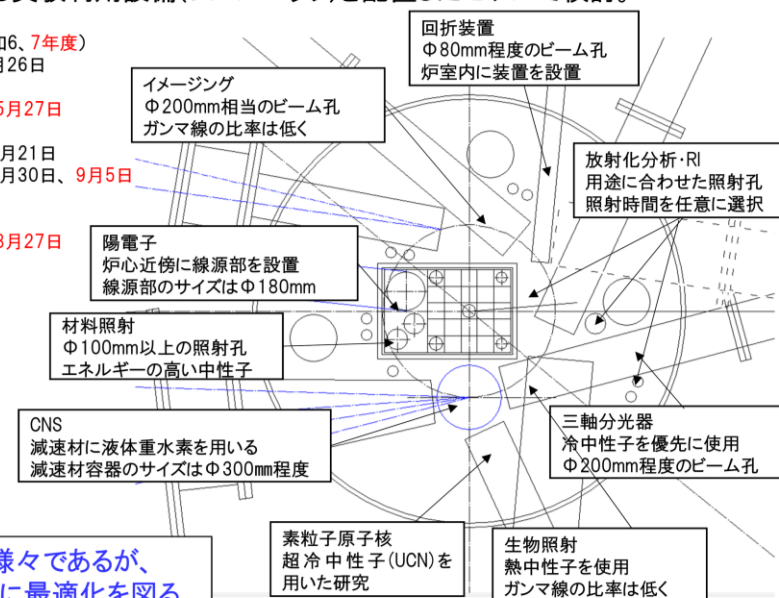 和6、7年度)
月26日
5月27日
月21日
月30日、9月5日
8月27日
イメージング
Φ200mm相当のビーム孔
ガンマ線の比率は低く
回折装置
Φ80mm程度のビーム孔
炉室内に装置を設置
放射化分析・RI
用途に合わせた照射孔
照射時間を任意に選択
陽電子
炉心近傍に線源部を設置
線源部のサイズはΦ180mm
材料照射
Φ100mm以上の照射孔
エネルギーの高い中性子
CNS
減速材に液体重水素を用いる
減速材容器のサイズはΦ300mm程度
三軸分光器
冷中性子を優先に使用
Φ200mm程度のビーム孔
素粒子原子核
超冷中性子(UCN)を
用いた研究
生物照射
熱中性子を使用
ガンマ線の比率は低く
様々であるが、
に最適化を図る